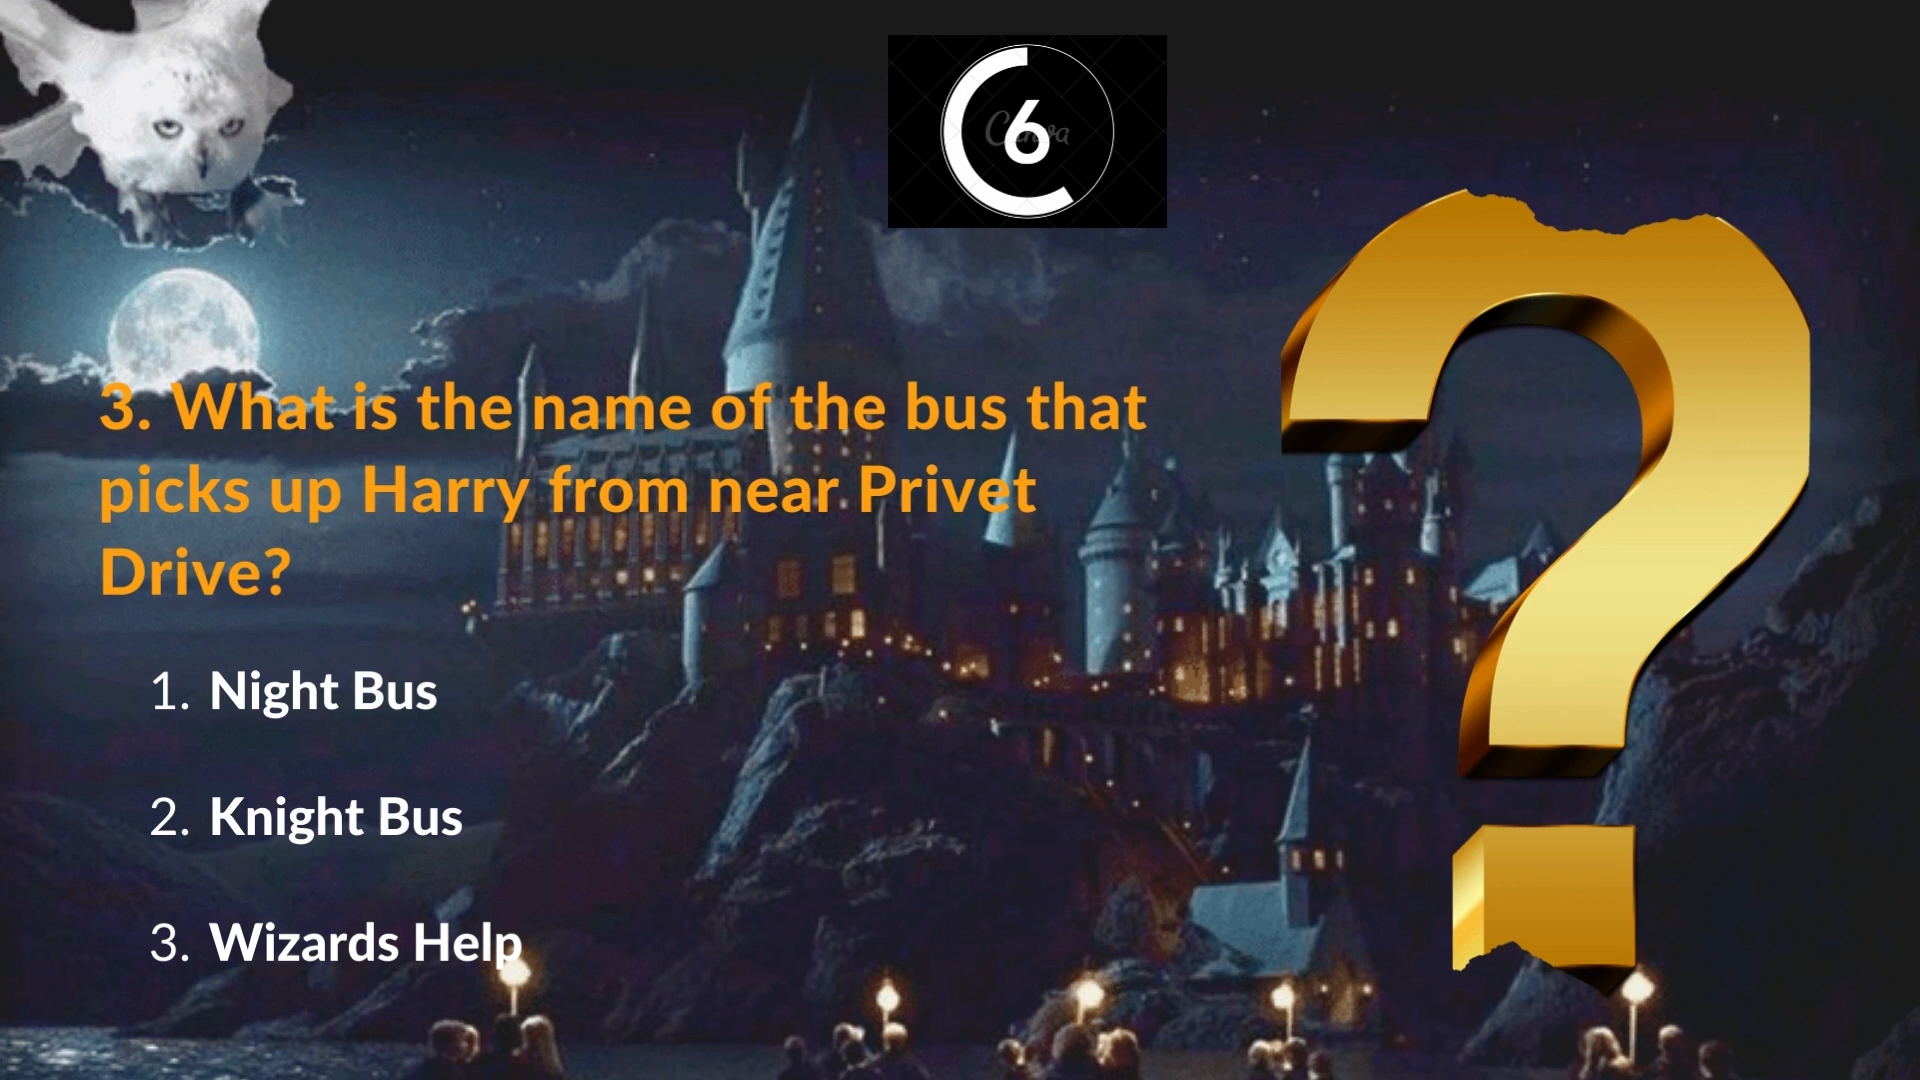 6
Canva
3. What is the name of the bus that
picks up Harry from near Privet
Drive?
1. Night Bus
2. Knight Bus
3. Wizards Help